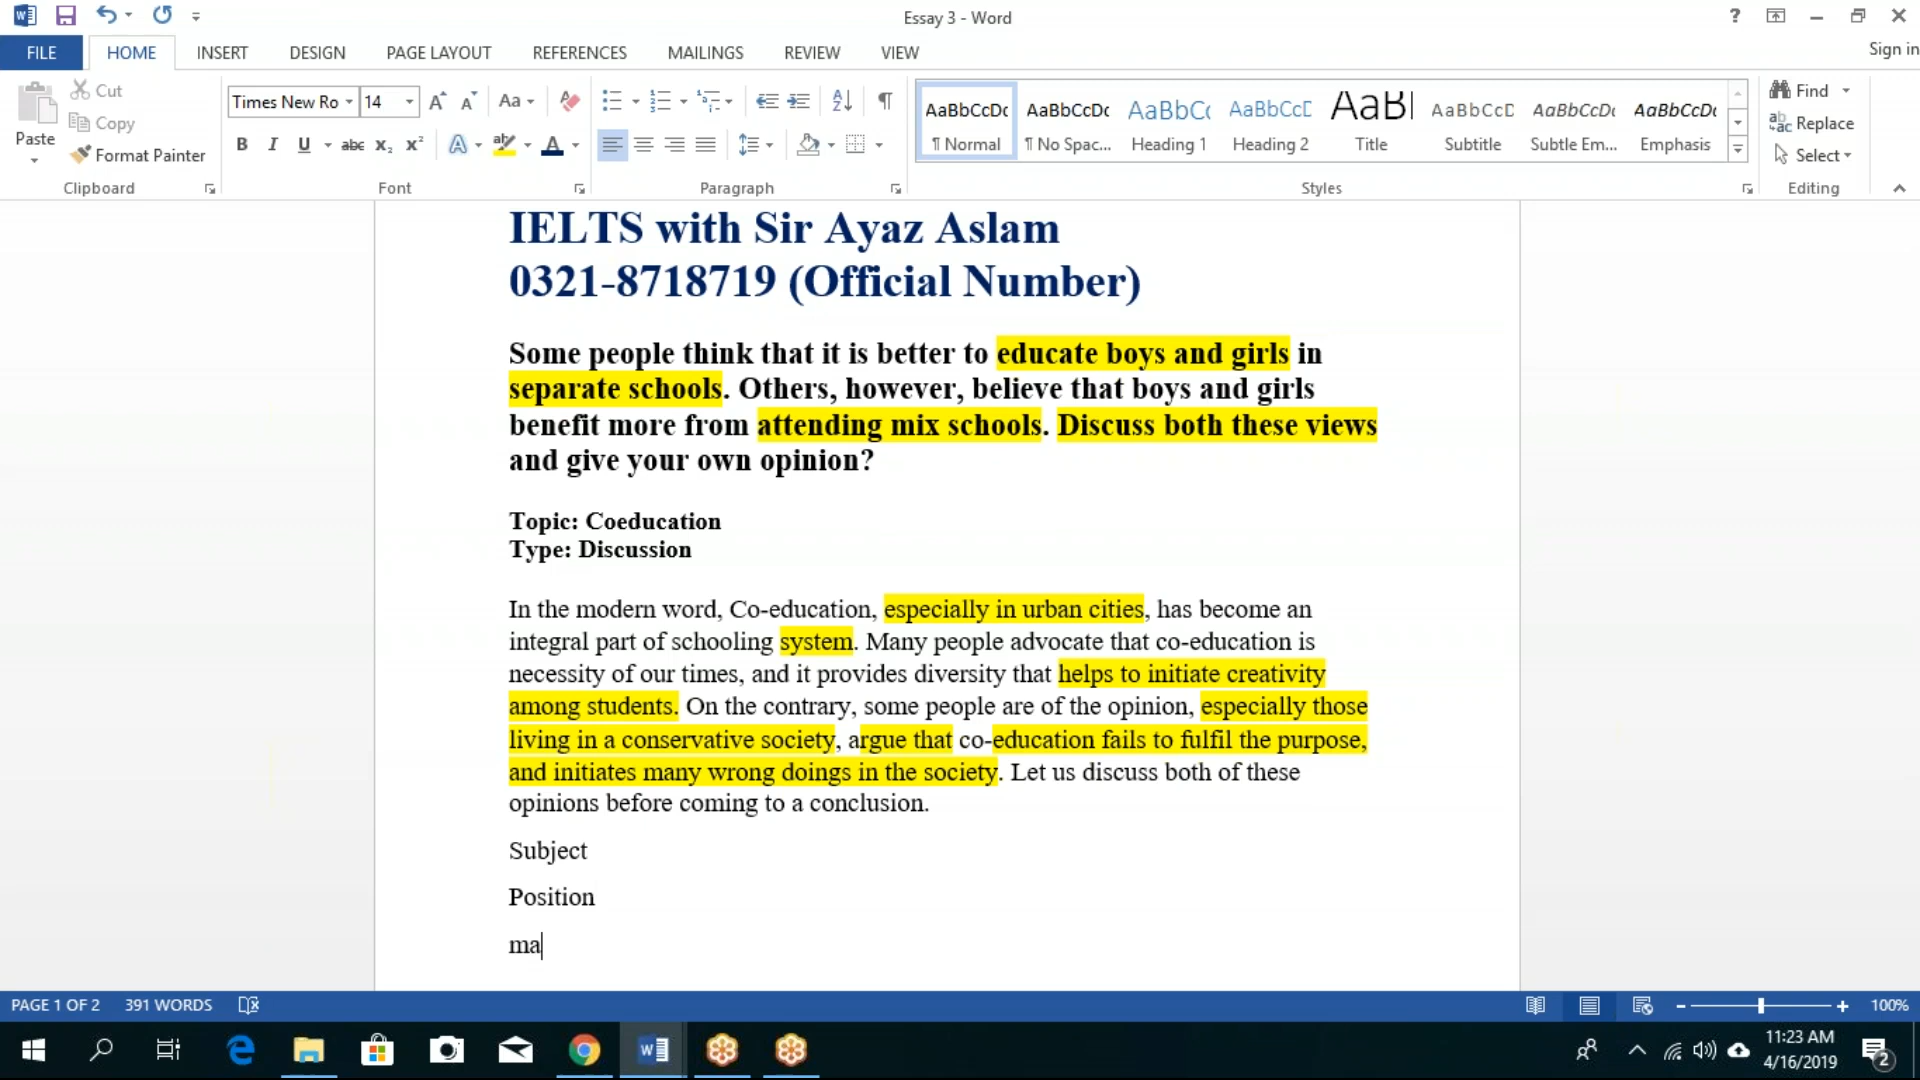 Essay 3 - Word
?
FILE HOME INSERT DESIGN PAGE LAYOUT REFERENCES MAILINGS REVIEW VIEW Sign in
Paste
Cut
Copy
Format Painter
Clipboard
Times New Ro 14
Font
Paragraph
AaBbCcDc AaBbCcDc AaBbCc AaBbCcD AaBl AaBbCcD AaBbCcDc AaBbCcDc
¶ Normal ¶ No Spac... Heading 1 Heading 2 Title Subtitle Subtle Em... Emphasis
Styles
Find
Replace
Select
Editing
IELTS with Sir Ayaz Aslam
0321-8718719 (Official Number)
Some people think that it is better to educate boys and girls in
separate schools. Others, however, believe that boys and girls
benefit more from attending mix schools. Discuss both these views
and give your own opinion?
Topic: Coeducation
Type: Discussion
In the modern word, Co-education, especially in urban cities, has become an
integral part of schooling system. Many people advocate that co-education is
necessity of our times, and it provides diversity that helps to initiate creativity
among students. On the contrary, some people are of the opinion, especially those
living in a conservative society, argue that co-education fails to fulfil the purpose,
and initiates many wrong doings in the society. Let us discuss both of these
opinions before coming to a conclusion.
Subject
Position
ma
PAGE 1 OF 2 391 WORDS 100%
11:23 AM
4/16/2019
2